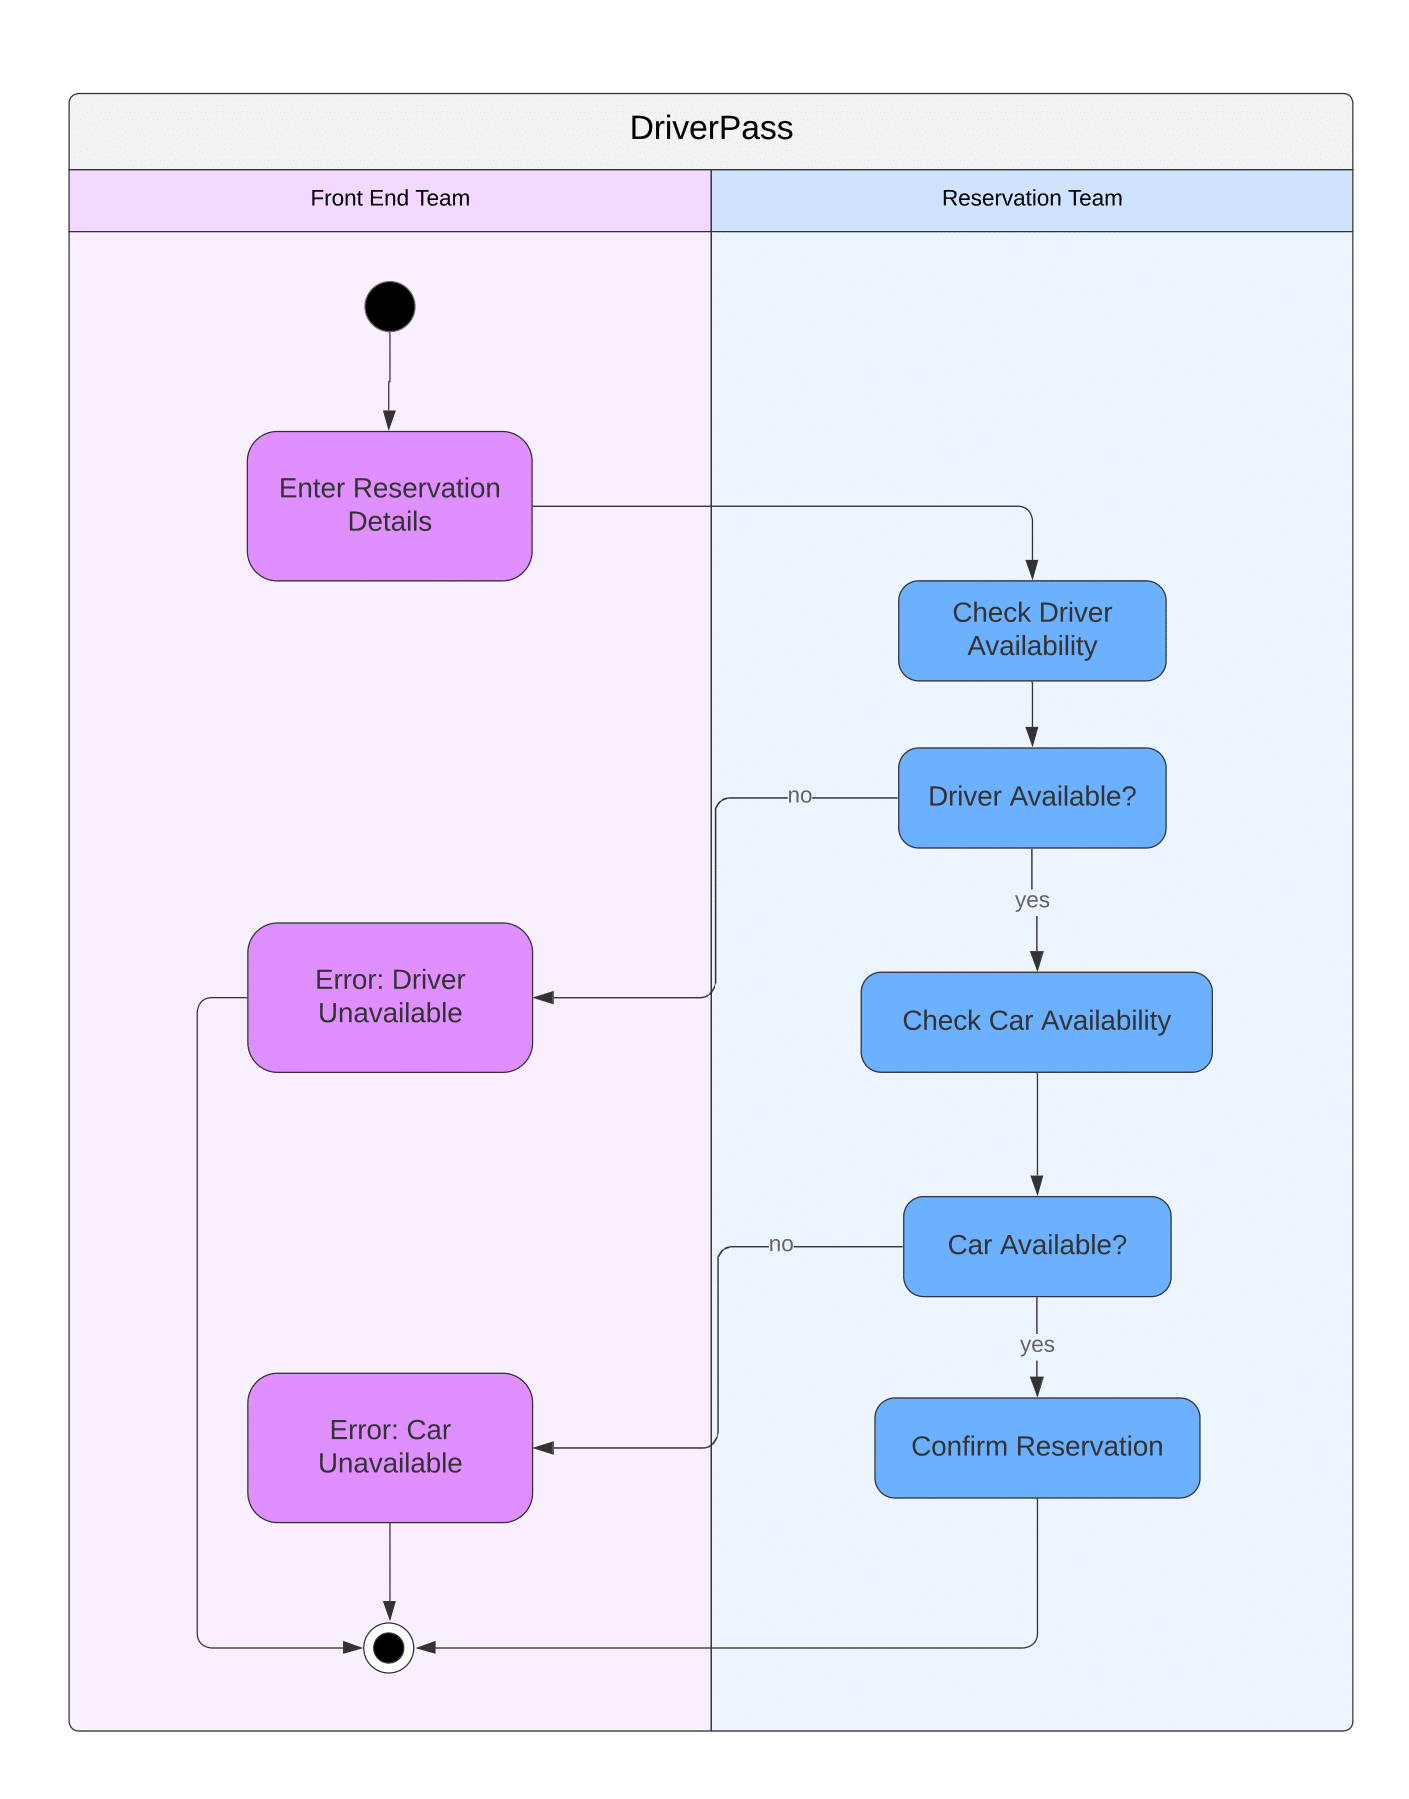 DriverPass
Front End Team
Reservation Team
Enter Reservation
Details
Check Driver
Availability
Driver Available?
no
yes
Error: Driver
Unavailable
Check Car Availability
Car Available?
no
yes
Error: Car
Unavailable
Confirm Reservation